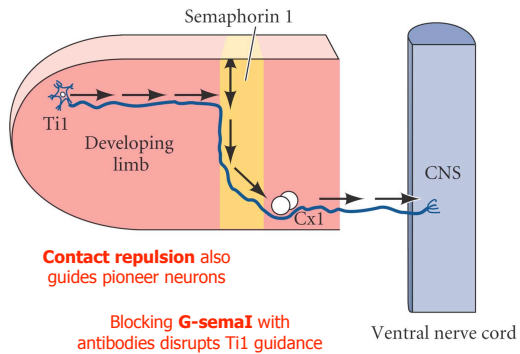 Semaphorin 1
Ti1
Developing
limb
CNS
Cx1
Contact repulsion also
guides pioneer neurons
Blocking G-semaI with
antibodies disrupts Ti1 guidance
Ventral nerve cord